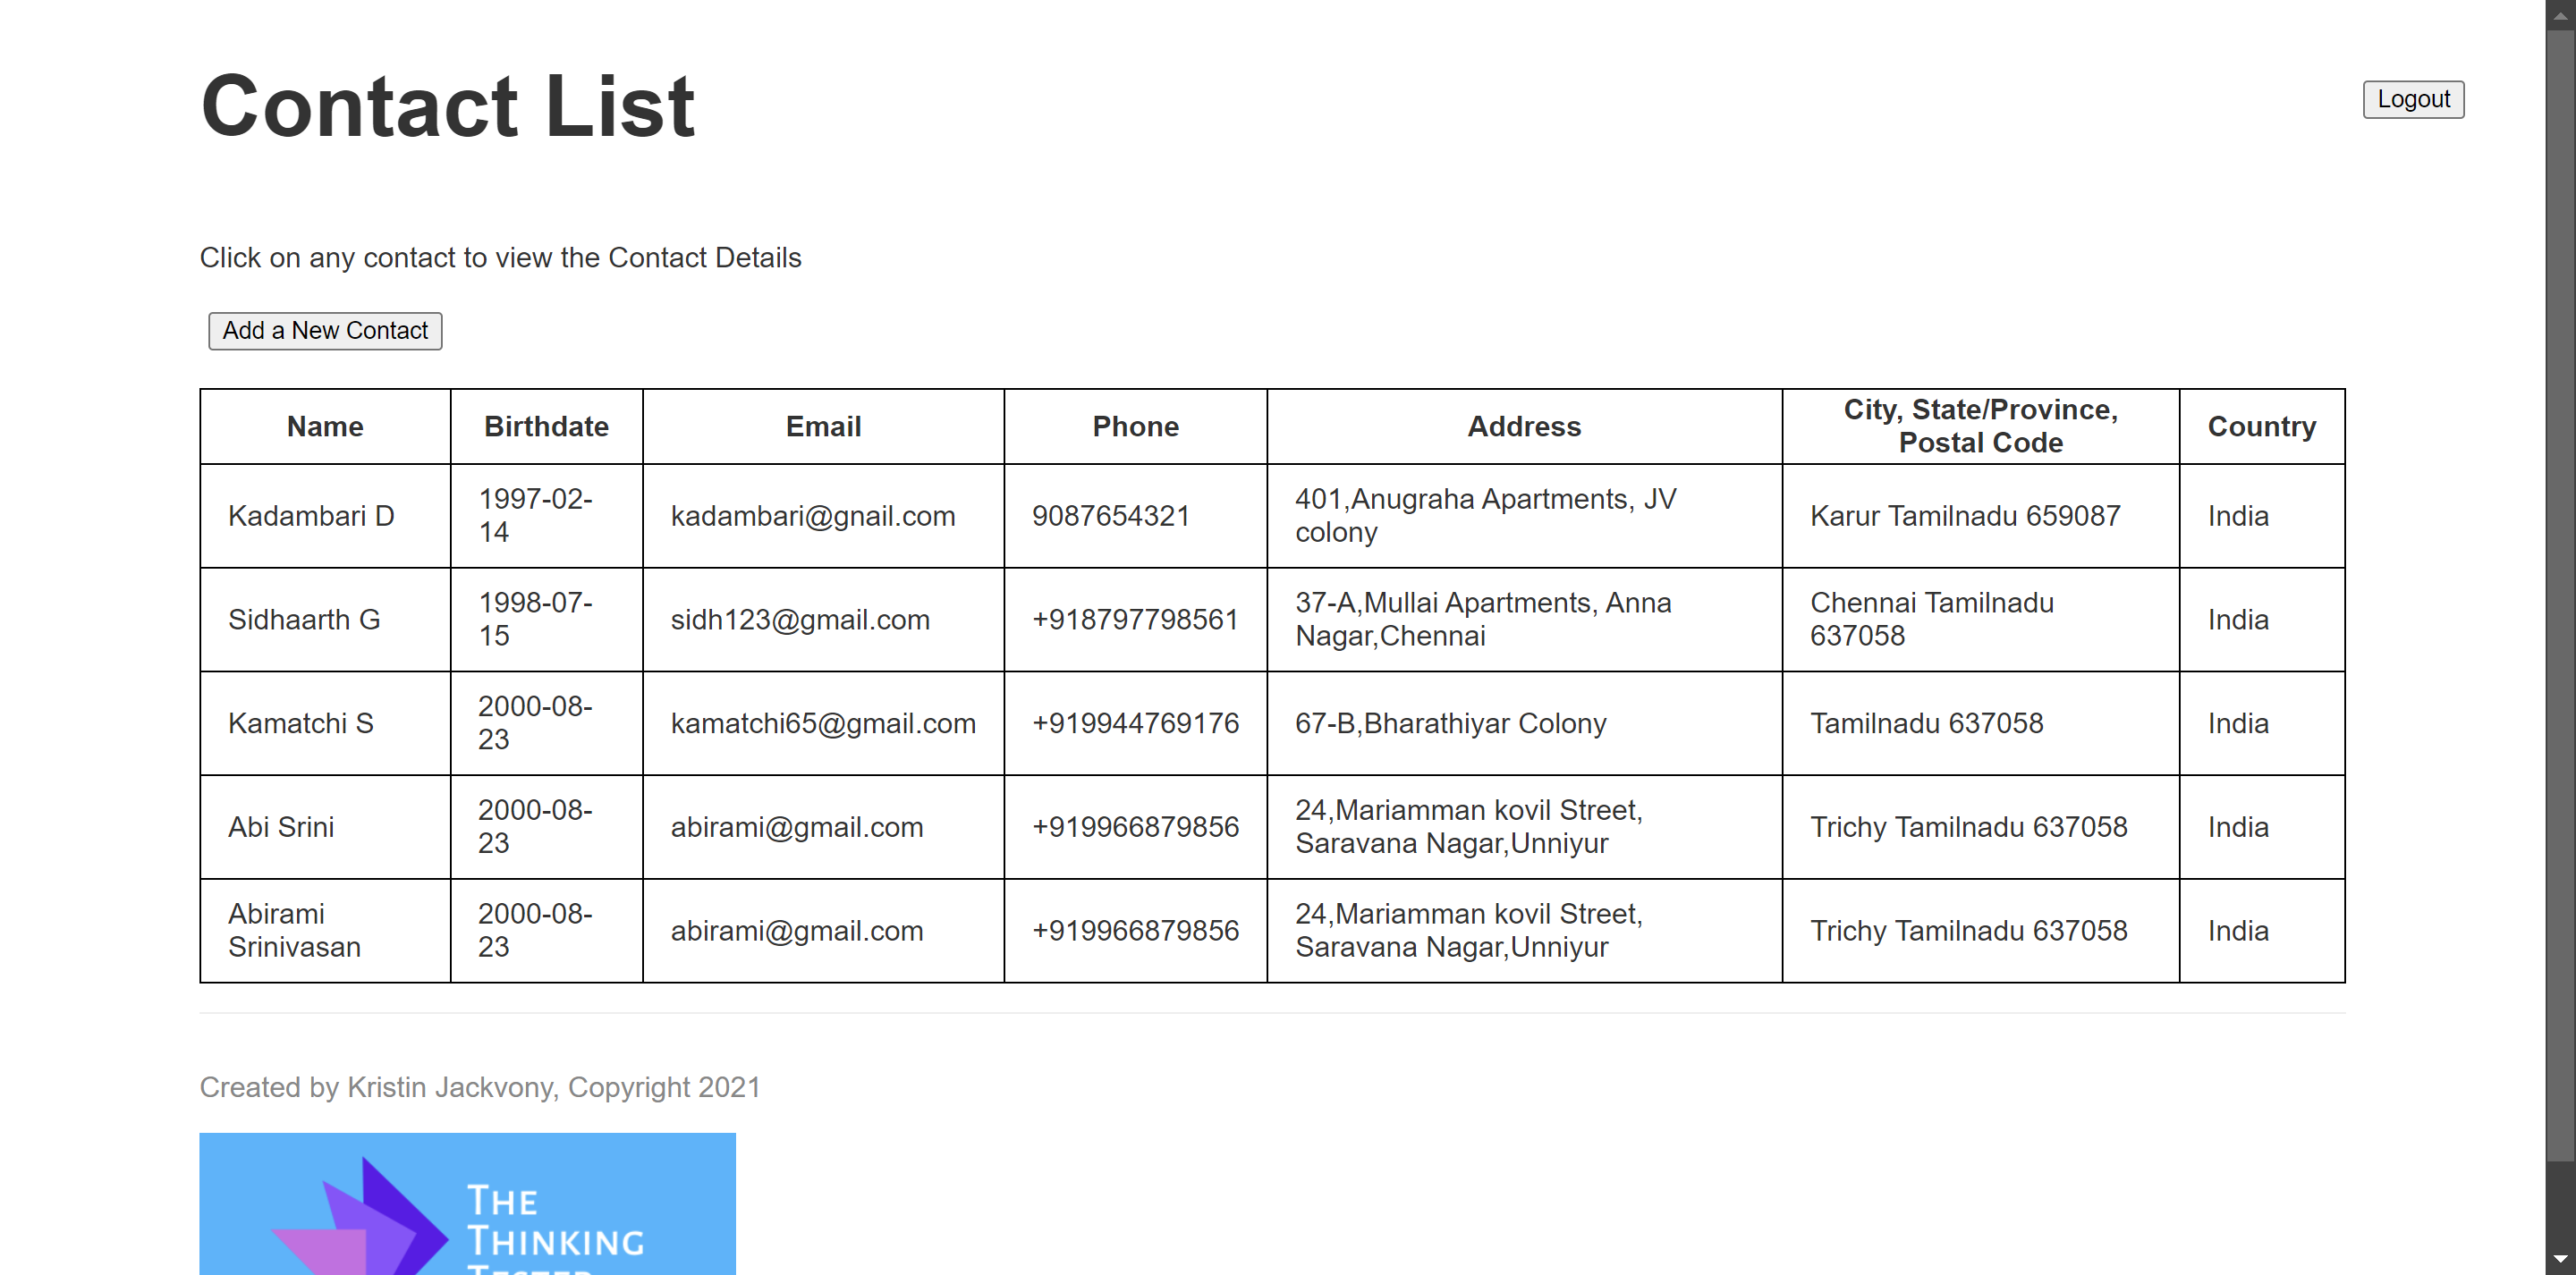 Contact List
Logout
Click on any contact to view the Contact Details
Add a New Contact
Name Birthdate Email Phone Address City, State/Province, Postal Code Country
Kadambari D 1997-02-14 kadambari@gnail.com 9087654321 401,Anugraha Apartments, JV colony Karur Tamilnadu 659087 India
Sidhaarth G 1998-07-15 sidh123@gmail.com +918797798561 37-A,Mullai Apartments, Anna Nagar,Chennai Chennai Tamilnadu 637058 India
Kamatchi S 2000-08-23 kamatchi65@gmail.com +919944769176 67-B,Bharathiyar Colony Tamilnadu 637058 India
Abi Srini 2000-08-23 abirami@gmail.com +919966879856 24,Mariamman kovil Street, Saravana Nagar,Unniyur Trichy Tamilnadu 637058 India
Abirami Srinivasan 2000-08-23 abirami@gmail.com +919966879856 24,Mariamman kovil Street, Saravana Nagar,Unniyur Trichy Tamilnadu 637058 India
Created by Kristin Jackvony, Copyright 2021
THE
THINKING